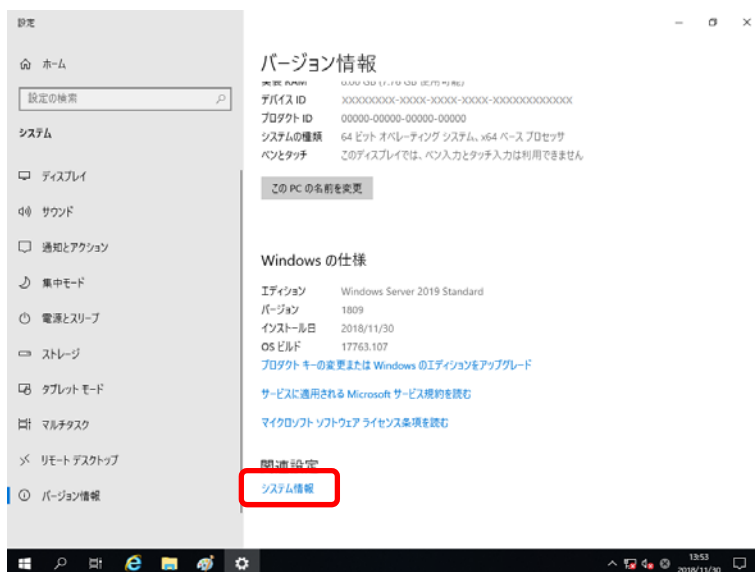 設定
ホーム
設定の検索
システム
ディスプレイ
サウンド
通知とアクション
集中モード
電源とスリープ
ストレージ
タブレット モード
マルチタスク
リモート デスクトップ
バージョン情報
バージョン情報
実装 RAM
デバイス ID XXXXXXXX-XXXX-XXXX-XXXX-XXXXXXXXXXXX
プロダクト ID 00000-00000-00000-00000
システムの種類 64 ビット オペレーティング システム、x64 ベース プロセッサ
ペンとタッチ このディスプレイでは、ペン入力とタッチ入力は利用できません
この PC の名前を変更
Windows の仕様
エディション Windows Server 2019 Standard
バージョン 1809
インストール日 2018/11/30
OS ビルド 17763.107
プロダクト キーの変更または Windows のエディションをアップグレード
サービスに適用される Microsoft サービス規約を読む
マイクロソフト ソフトウェア ライセンス条項を読む
関連設定
システム情報
13:53
2018/11/30